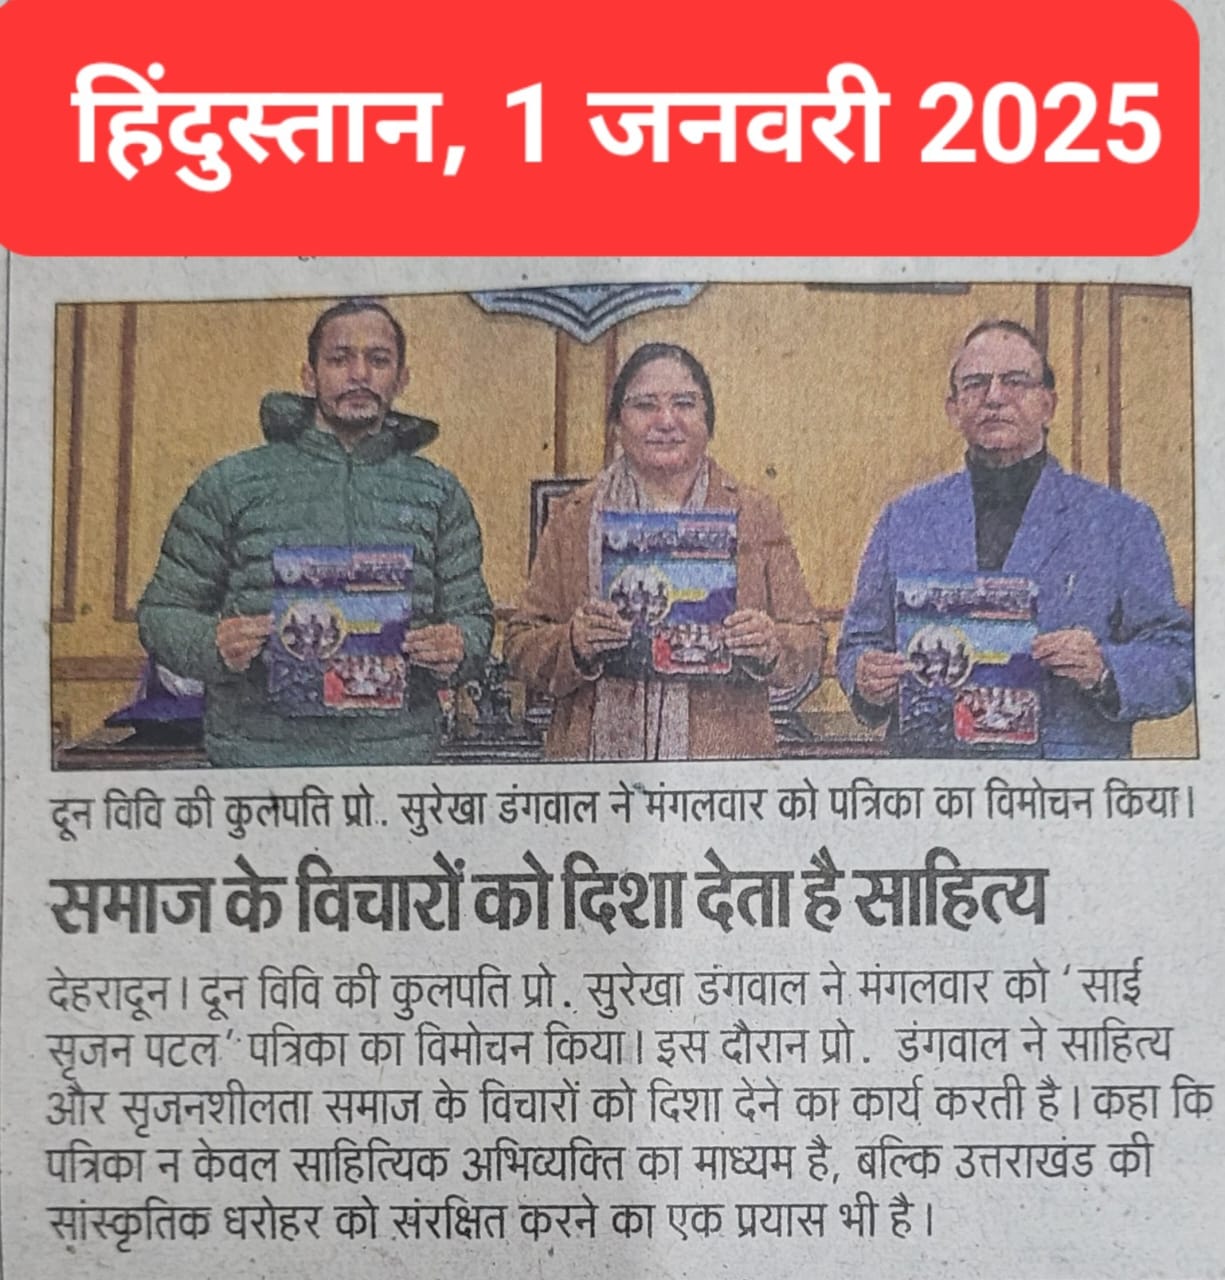 हिंदुस्तान, 1 जनवरी 2025
दून विवि की कुलपति प्रो. सुरेखा डंगवाल ने मंगलवार को पत्रिका का विमोचन किया।
समाज के विचारों को दिशा देता है साहित्य
देहरादून। दून विवि की कुलपति प्रो. सुरेखा डंगवाल ने मंगलवार को ‘साई
सृजन पटल’ पत्रिका का विमोचन किया। इस दौरान प्रो. डंगवाल ने साहित्य
और सृजनशीलता समाज के विचारों को दिशा देने का कार्य करती है। कहा कि
पत्रिका न केवल साहित्यिक अभिव्यक्ति का माध्यम है, बल्कि उत्तराखंड की
सांस्कृतिक धरोहर को संरक्षित करने का एक प्रयास भी है।